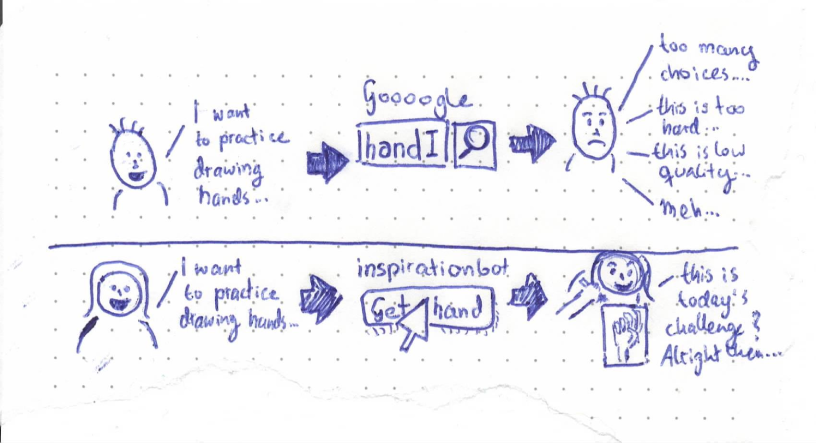 I want
to practice
drawing
hands...
Goooogle
hand I
too many
choices....
this is too
hard...
this is low
quality...
meh...
I want
to practice
drawing hands...
inspirationbot
Get hand
this is
today's
challenge?
Alright then...